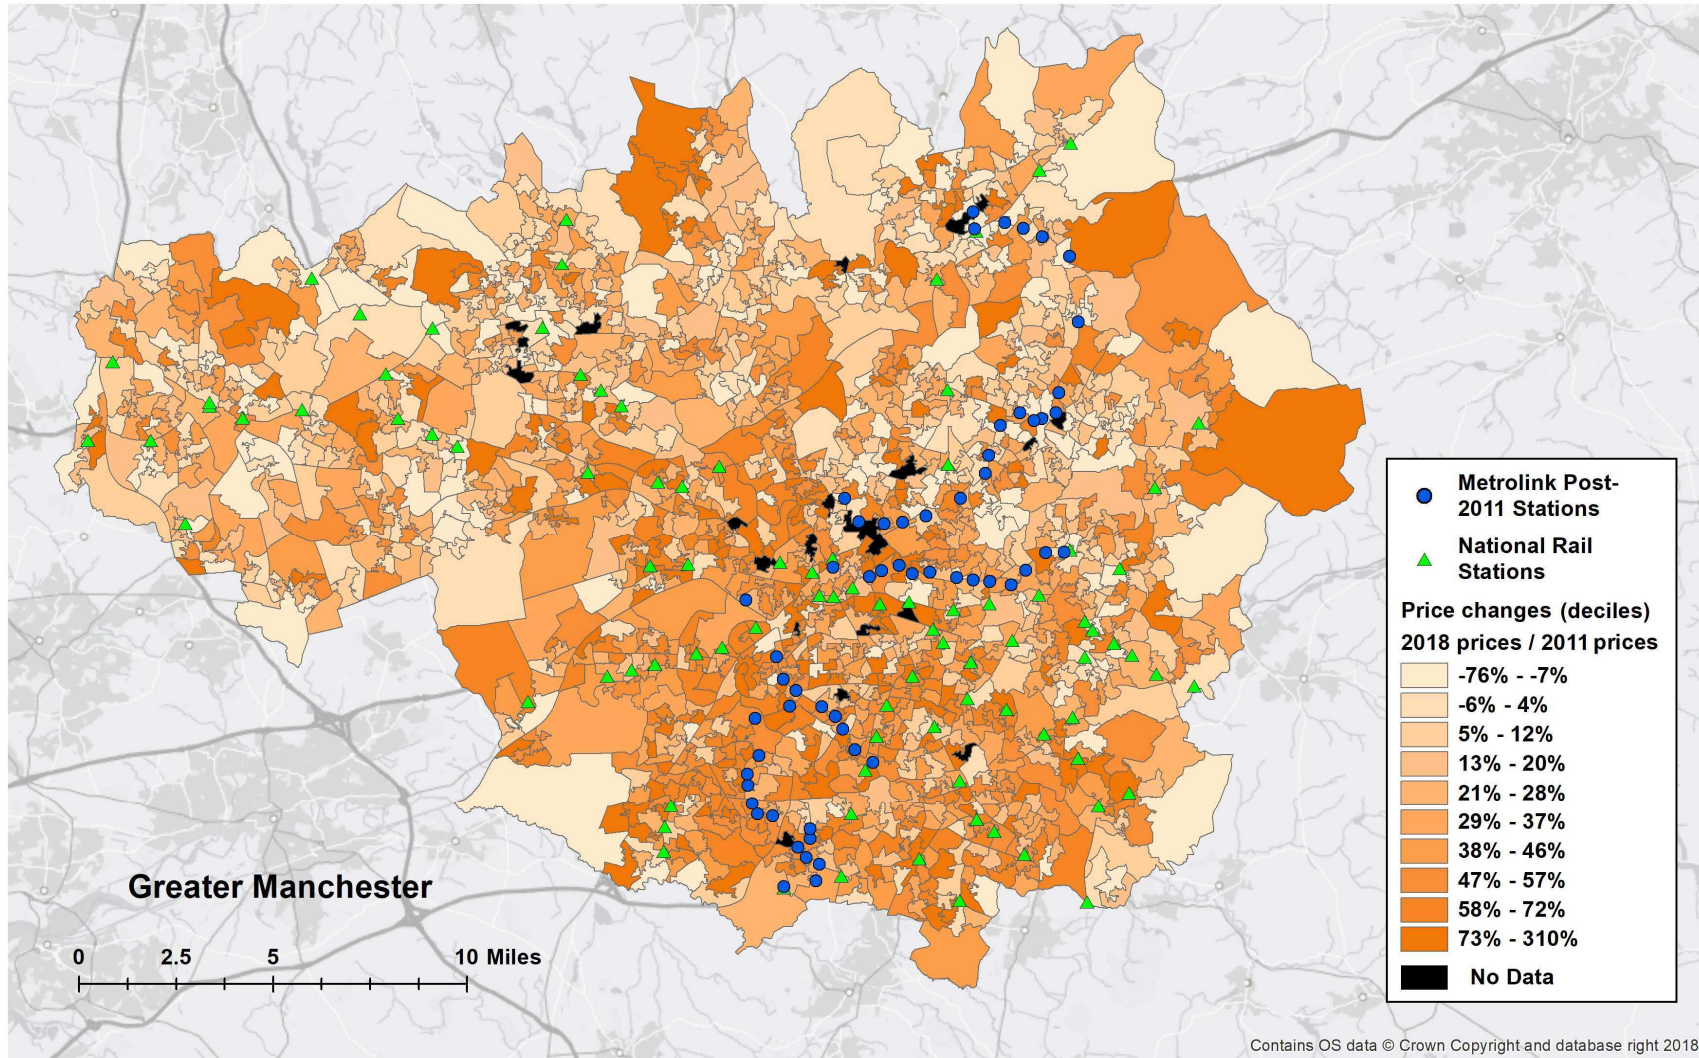 Metrolink Post-
2011 Stations
National Rail
Stations
Price changes (deciles)
2018 prices / 2011 prices
-76% - -7%
-6% - 4%
5% - 12%
13% - 20%
21% - 28%
29% - 37%
38% - 46%
47% - 57%
58% - 72%
73% - 310%
No Data
Greater Manchester
0 2.5 5 10 Miles
Contains OS data © Crown Copyright and database right 2018